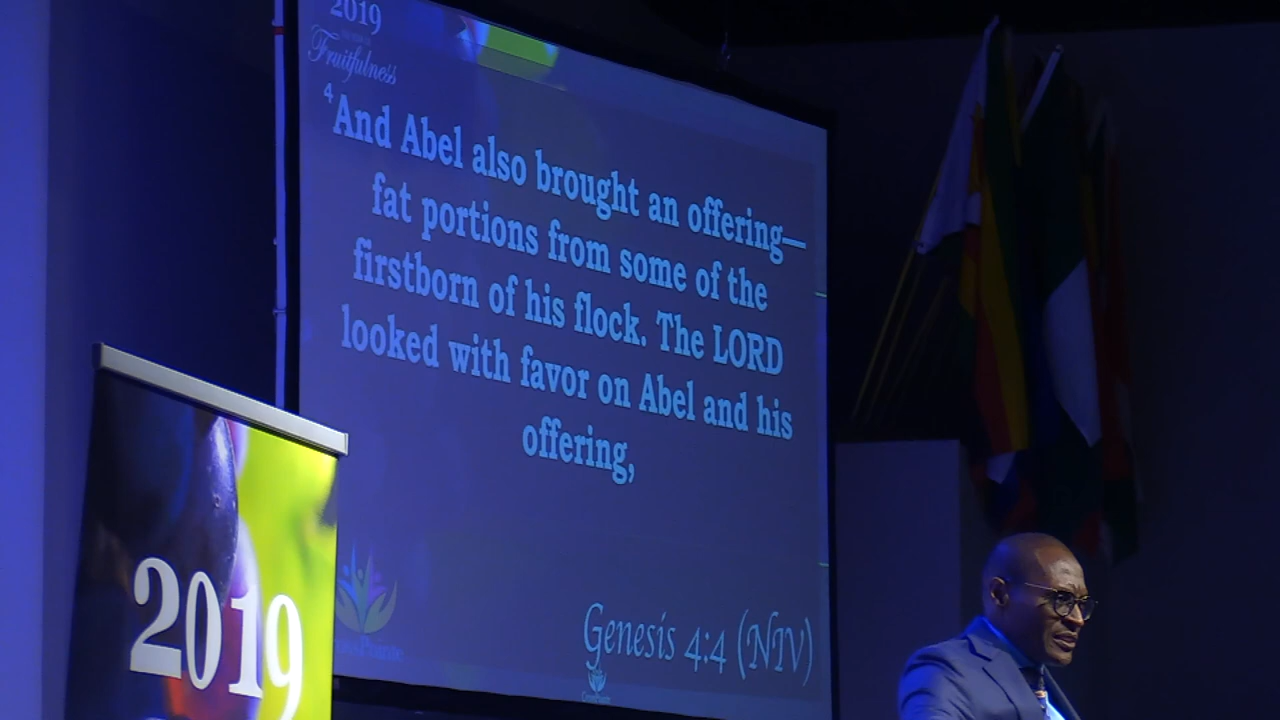 2019
Fruitfulness
4 And Abel also brought an offering—
fat portions from some of the
firstborn of his flock. The LORD
looked with favor on Abel and his
offering,
Genesis 4:4 (NIV)
2019